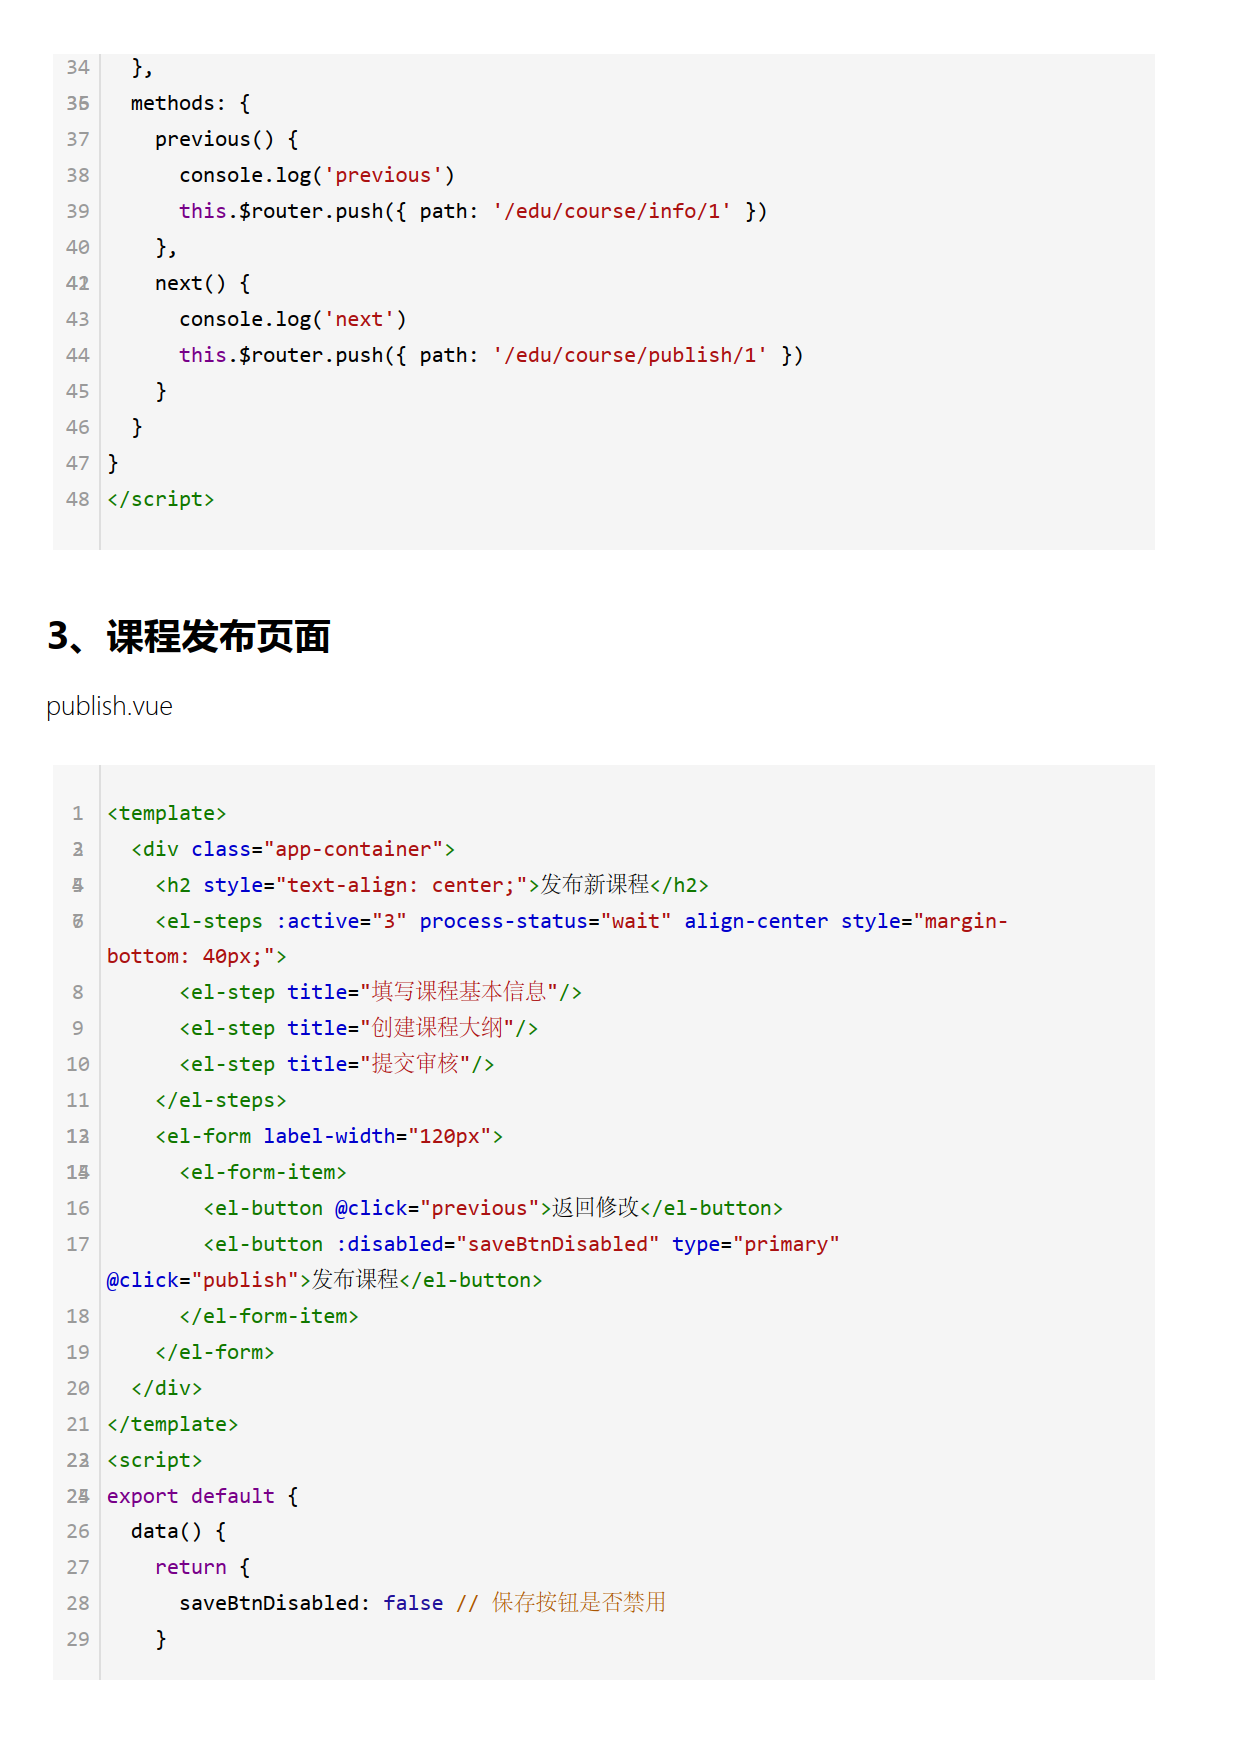 34   },
35 36   methods: {
37     previous() {
38       console.log('previous')
39       this.$router.push({ path: '/edu/course/info/1' })
40     },
41 42     next() {
43       console.log('next')
44       this.$router.push({ path: '/edu/course/publish/1' })
45     }
46   }
47 }
48 </script>
3、课程发布页面
publish.vue
1 <template>
2 3   <div class="app-container">
4 5     <h2 style="text-align: center;">发布新课程</h2>
6 7     <el-steps :active="3" process-status="wait" align-center style="margin-
bottom: 40px;">
8       <el-step title="填写课程基本信息"/>
9       <el-step title="创建课程大纲"/>
10       <el-step title="提交审核"/>
11     </el-steps>
12 13     <el-form label-width="120px">
14 15       <el-form-item>
16         <el-button @click="previous">返回修改</el-button>
17         <el-button :disabled="saveBtnDisabled" type="primary"
@click="publish">发布课程</el-button>
18       </el-form-item>
19     </el-form>
20   </div>
21 </template>
22 23 <script>
24 25 export default {
26   data() {
27     return {
28       saveBtnDisabled: false // 保存按钮是否禁用
29     }